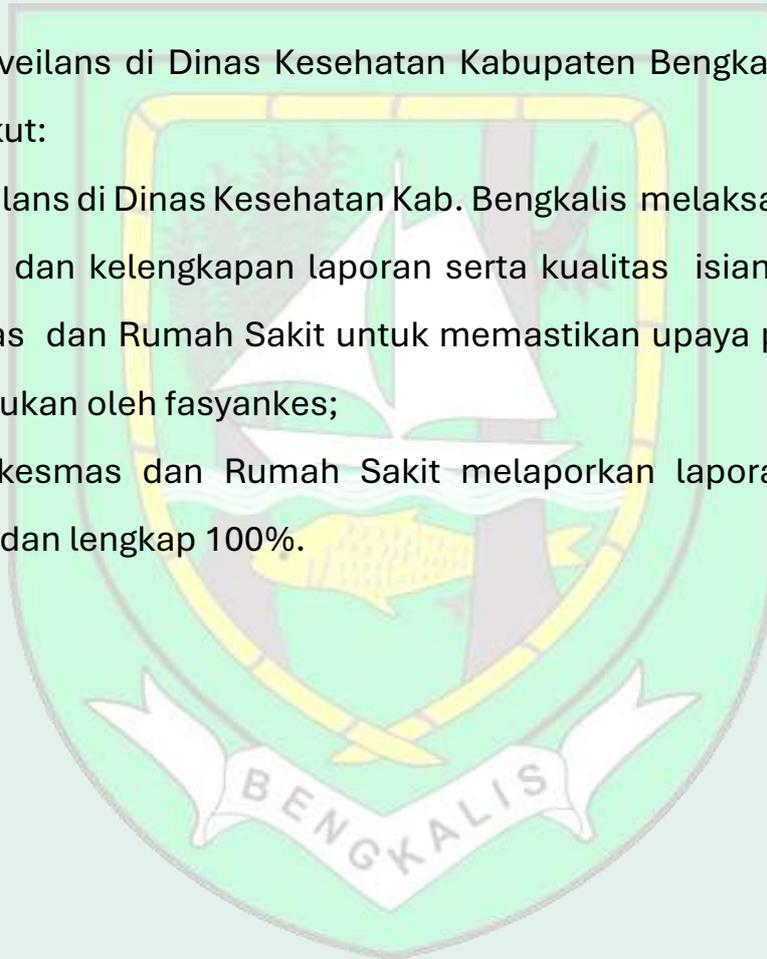 veilans di Dinas Kesehatan Kabupaten Bengka
kut:
lans di Dinas Kesehatan Kab. Bengkalis melaksa
dan kelengkapan laporan serta kualitas isian
as dan Rumah Sakit untuk memastikan upaya p
ukan oleh fasyankes;
kesmas dan Rumah Sakit melaporkan lapora
dan lengkap 100%.
BENGKALIS